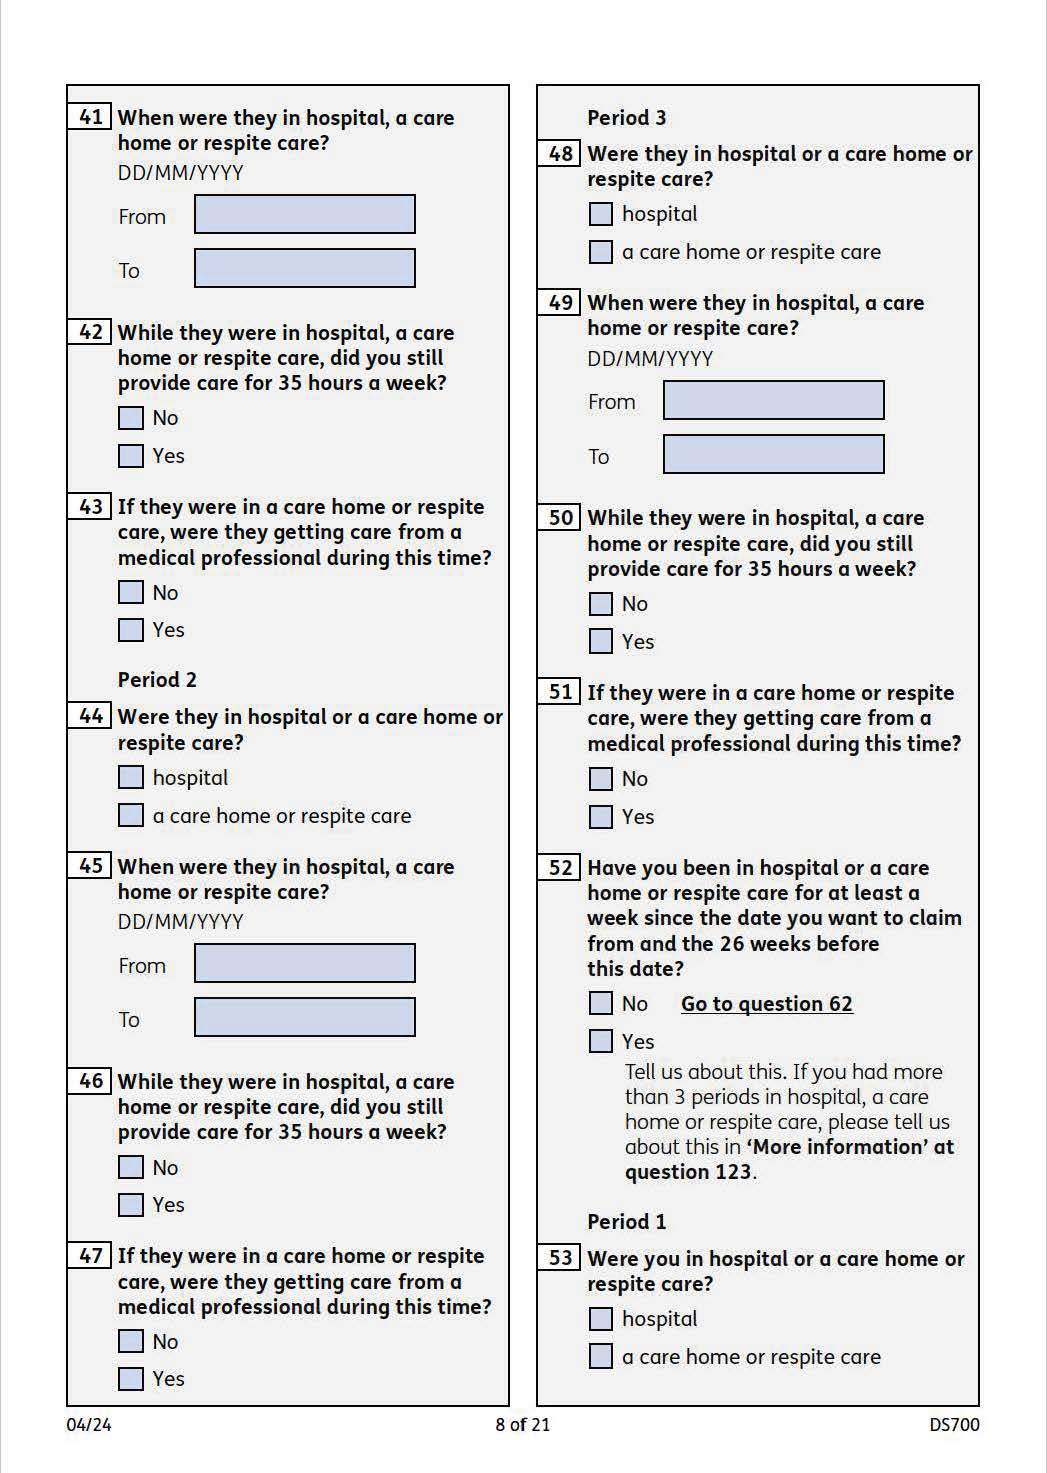 41 When were they in hospital, a care
home or respite care?
DD/MM/YYYY
From
To
42 While they were in hospital, a care
home or respite care, did you still
provide care for 35 hours a week?
No
Yes
43 If they were in a care home or respite
care, were they getting care from a
medical professional during this time?
No
Yes
Period 2
44 Were they in hospital or a care home or
respite care?
hospital
a care home or respite care
45 When were they in hospital, a care
home or respite care?
DD/MM/YYYY
From
To
46 While they were in hospital, a care
home or respite care, did you still
provide care for 35 hours a week?
No
Yes
47 If they were in a care home or respite
care, were they getting care from a
medical professional during this time?
No
Yes
Period 3
48 Were they in hospital or a care home or
respite care?
hospital
a care home or respite care
49 When were they in hospital, a care
home or respite care?
DD/MM/YYYY
From
To
50 While they were in hospital, a care
home or respite care, did you still
provide care for 35 hours a week?
No
Yes
51 If they were in a care home or respite
care, were they getting care from a
medical professional during this time?
No
Yes
52 Have you been in hospital or a care
home or respite care for at least a
week since the date you want to claim
from and the 26 weeks before
this date?
No Go to question 62
Yes
Tell us about this. If you had more
than 3 periods in hospital, a care
home or respite care, please tell us
about this in ‘More information’ at
question 123.
Period 1
53 Were you in hospital or a care home or
respite care?
hospital
a care home or respite care
04/24 8 of 21 DS700